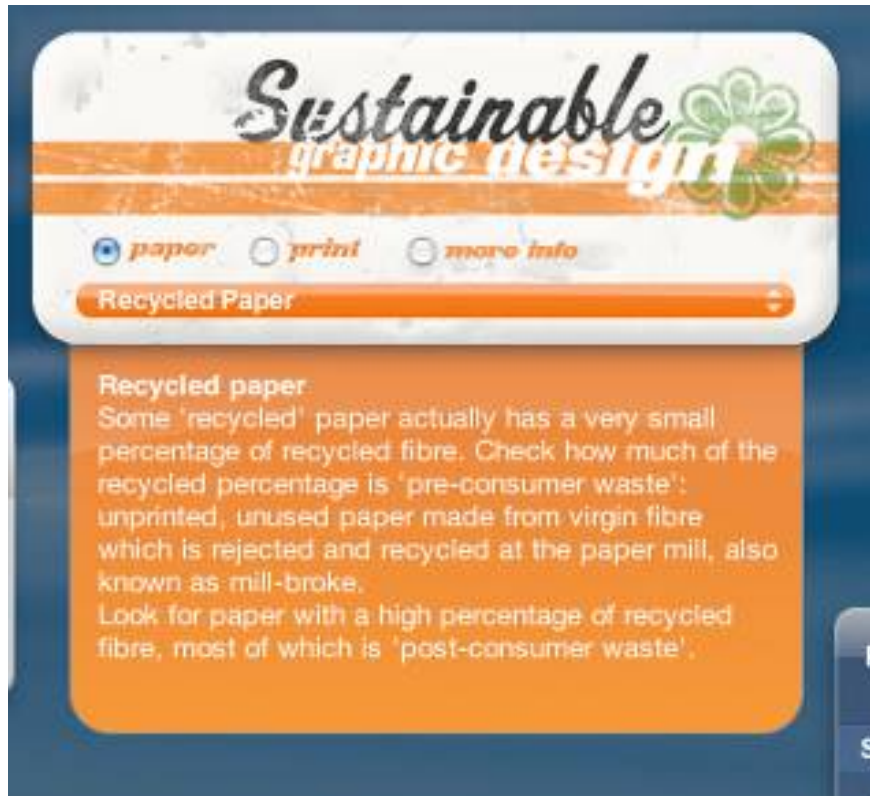 Sustainable
graphic design
paper print more info
Recycled Paper
Recycled paper
Some 'recycled' paper actually has a very small
percentage of recycled fibre. Check how much of the
recycled percentage is 'pre-consumer waste':
unprinted, unused paper made from virgin fibre
which is rejected and recycled at the paper mill, also
known as mill-broke.
Look for paper with a high percentage of recycled
fibre, most of which is 'post-consumer waste'.